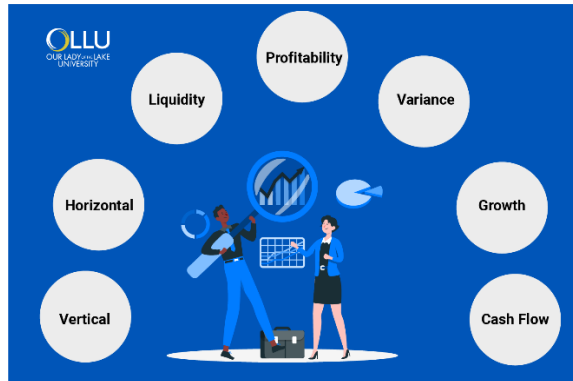 OLLU
OUR LADY of the LAKE
UNIVERSITY
Profitability
Liquidity
Variance
Horizontal
Growth
Vertical
Cash Flow